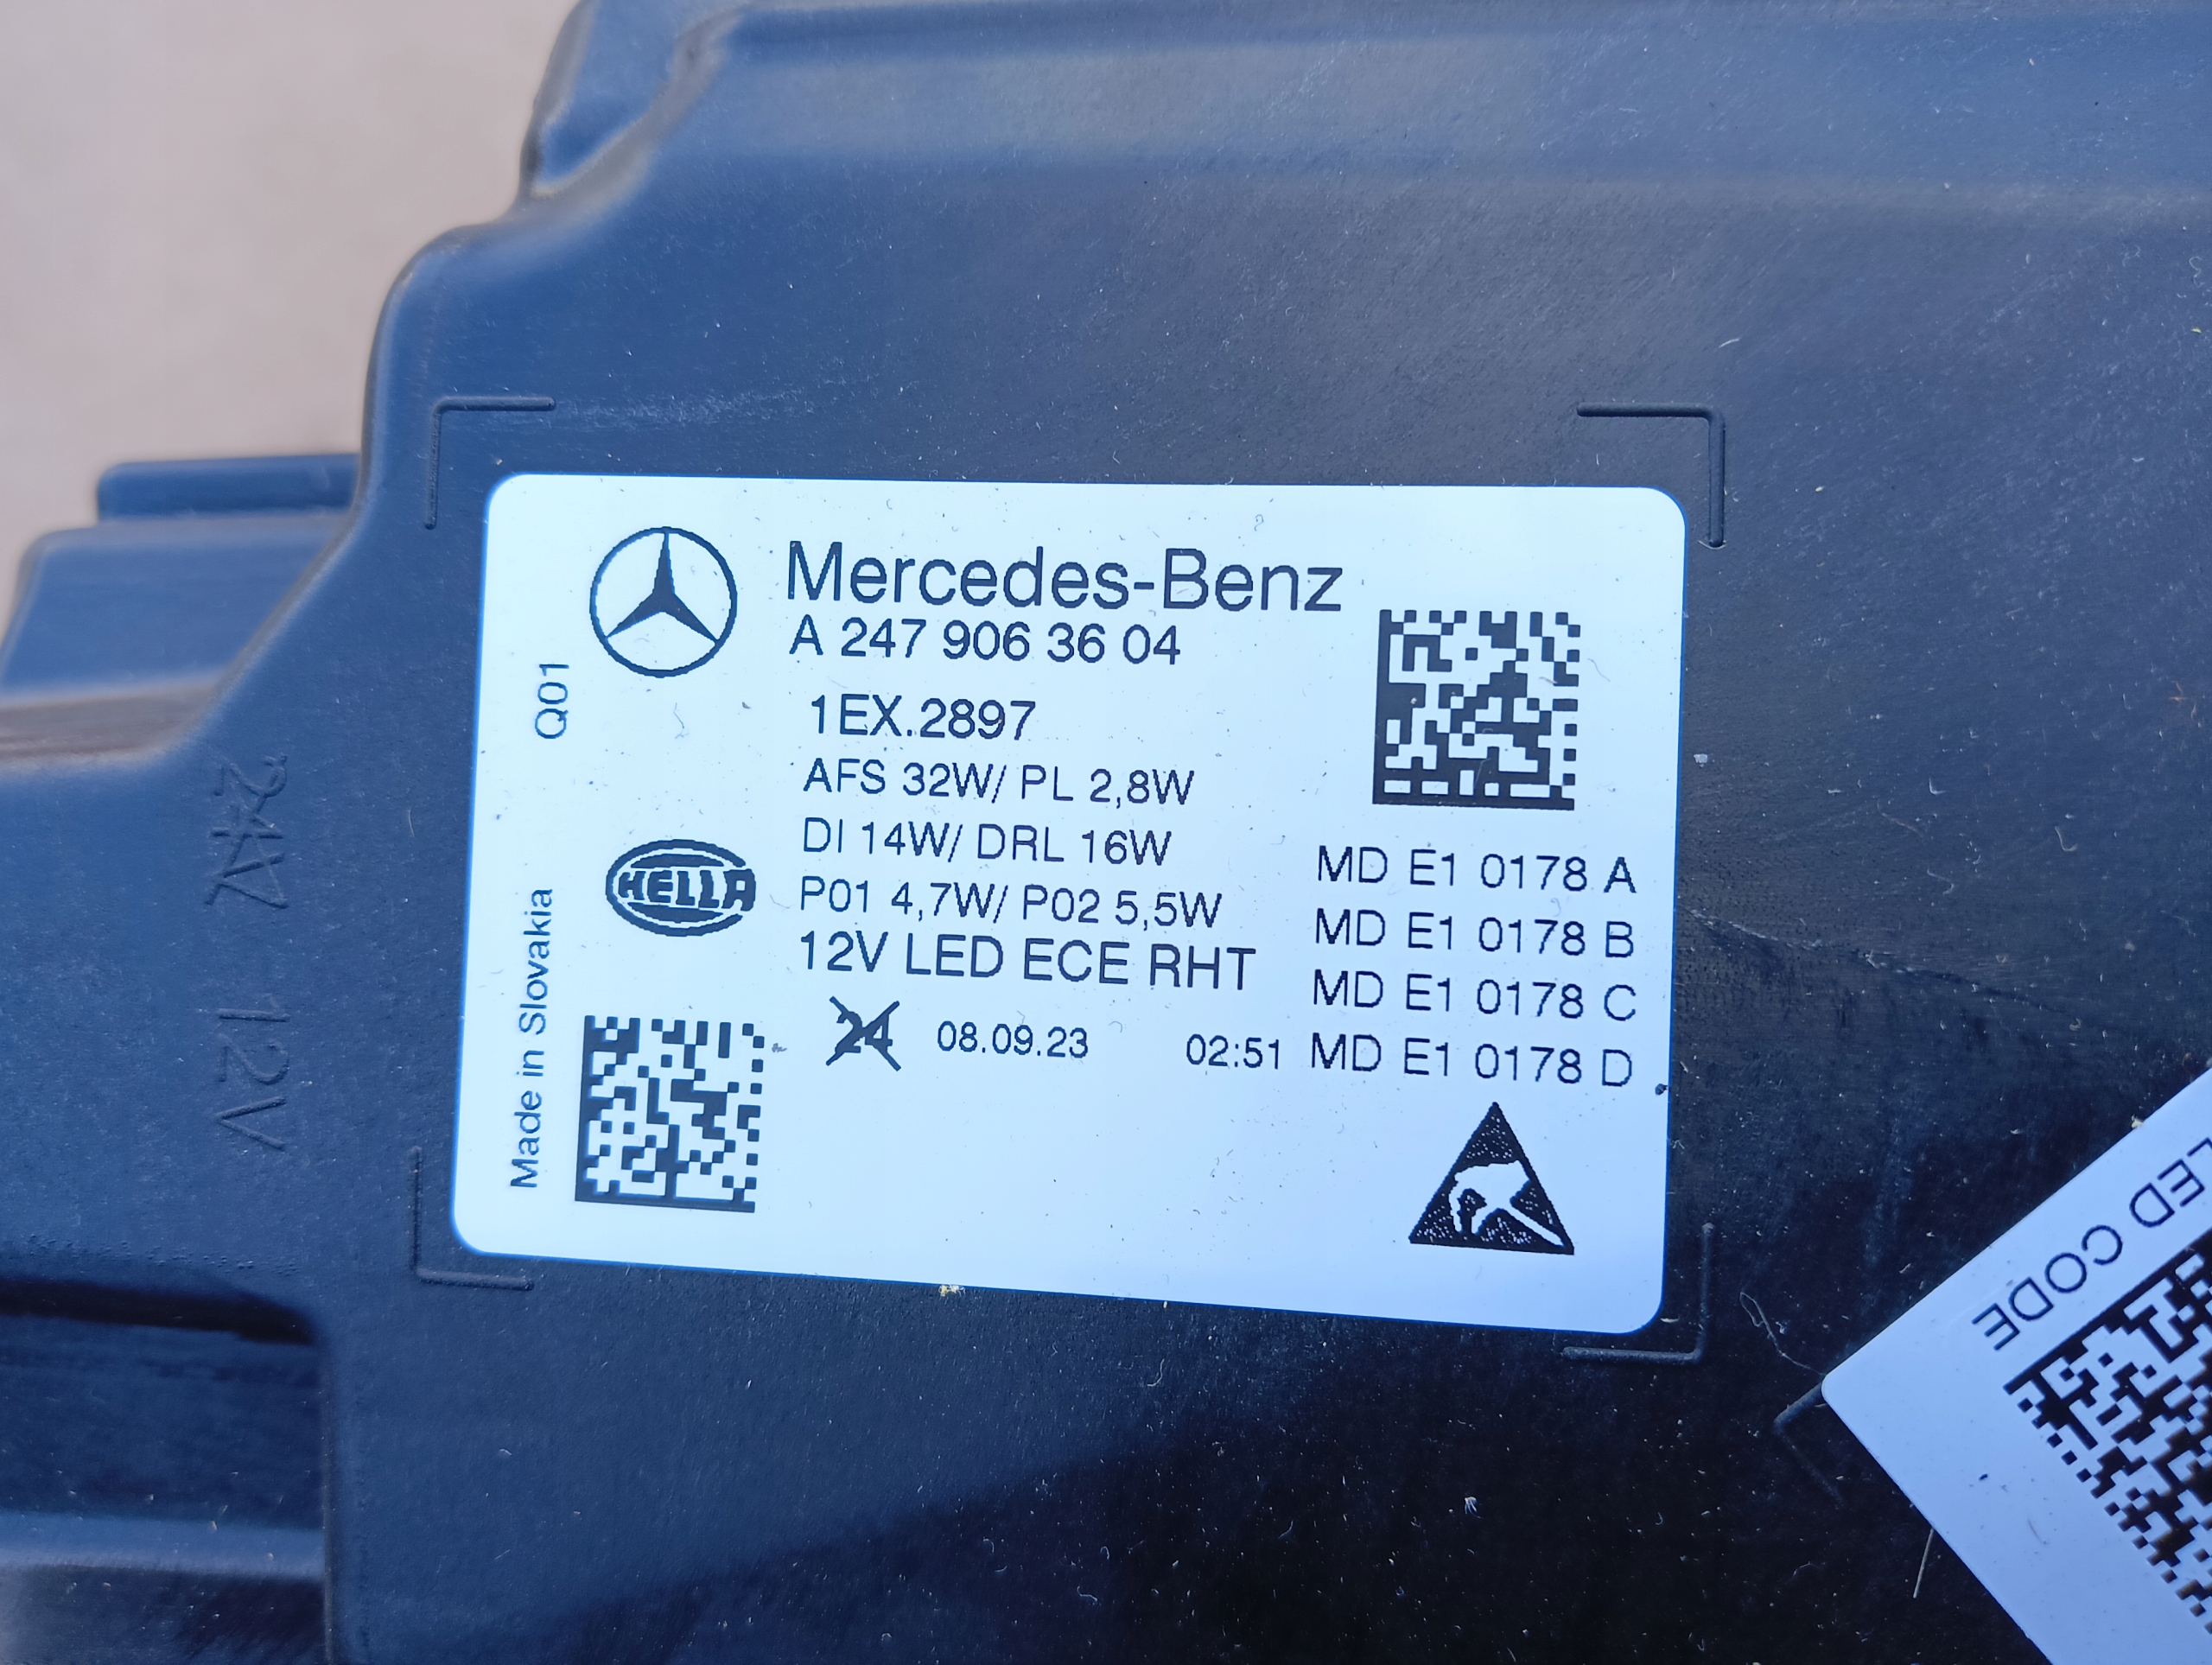 Mercedes-Benz
A 247 906 36 04
1EX.2897
AFS 32W/ PL 2,8W
DI 14W/ DRL 16W
P01 4,7W/ P02 5,5W
12V LED ECE RHT
24 08.09.23 02:51
MD E1 0178 A
MD E1 0178 B
MD E1 0178 C
MD E1 0178 D
Q01
HELLA
Made in Slovakia
24V 12V
LED CODE